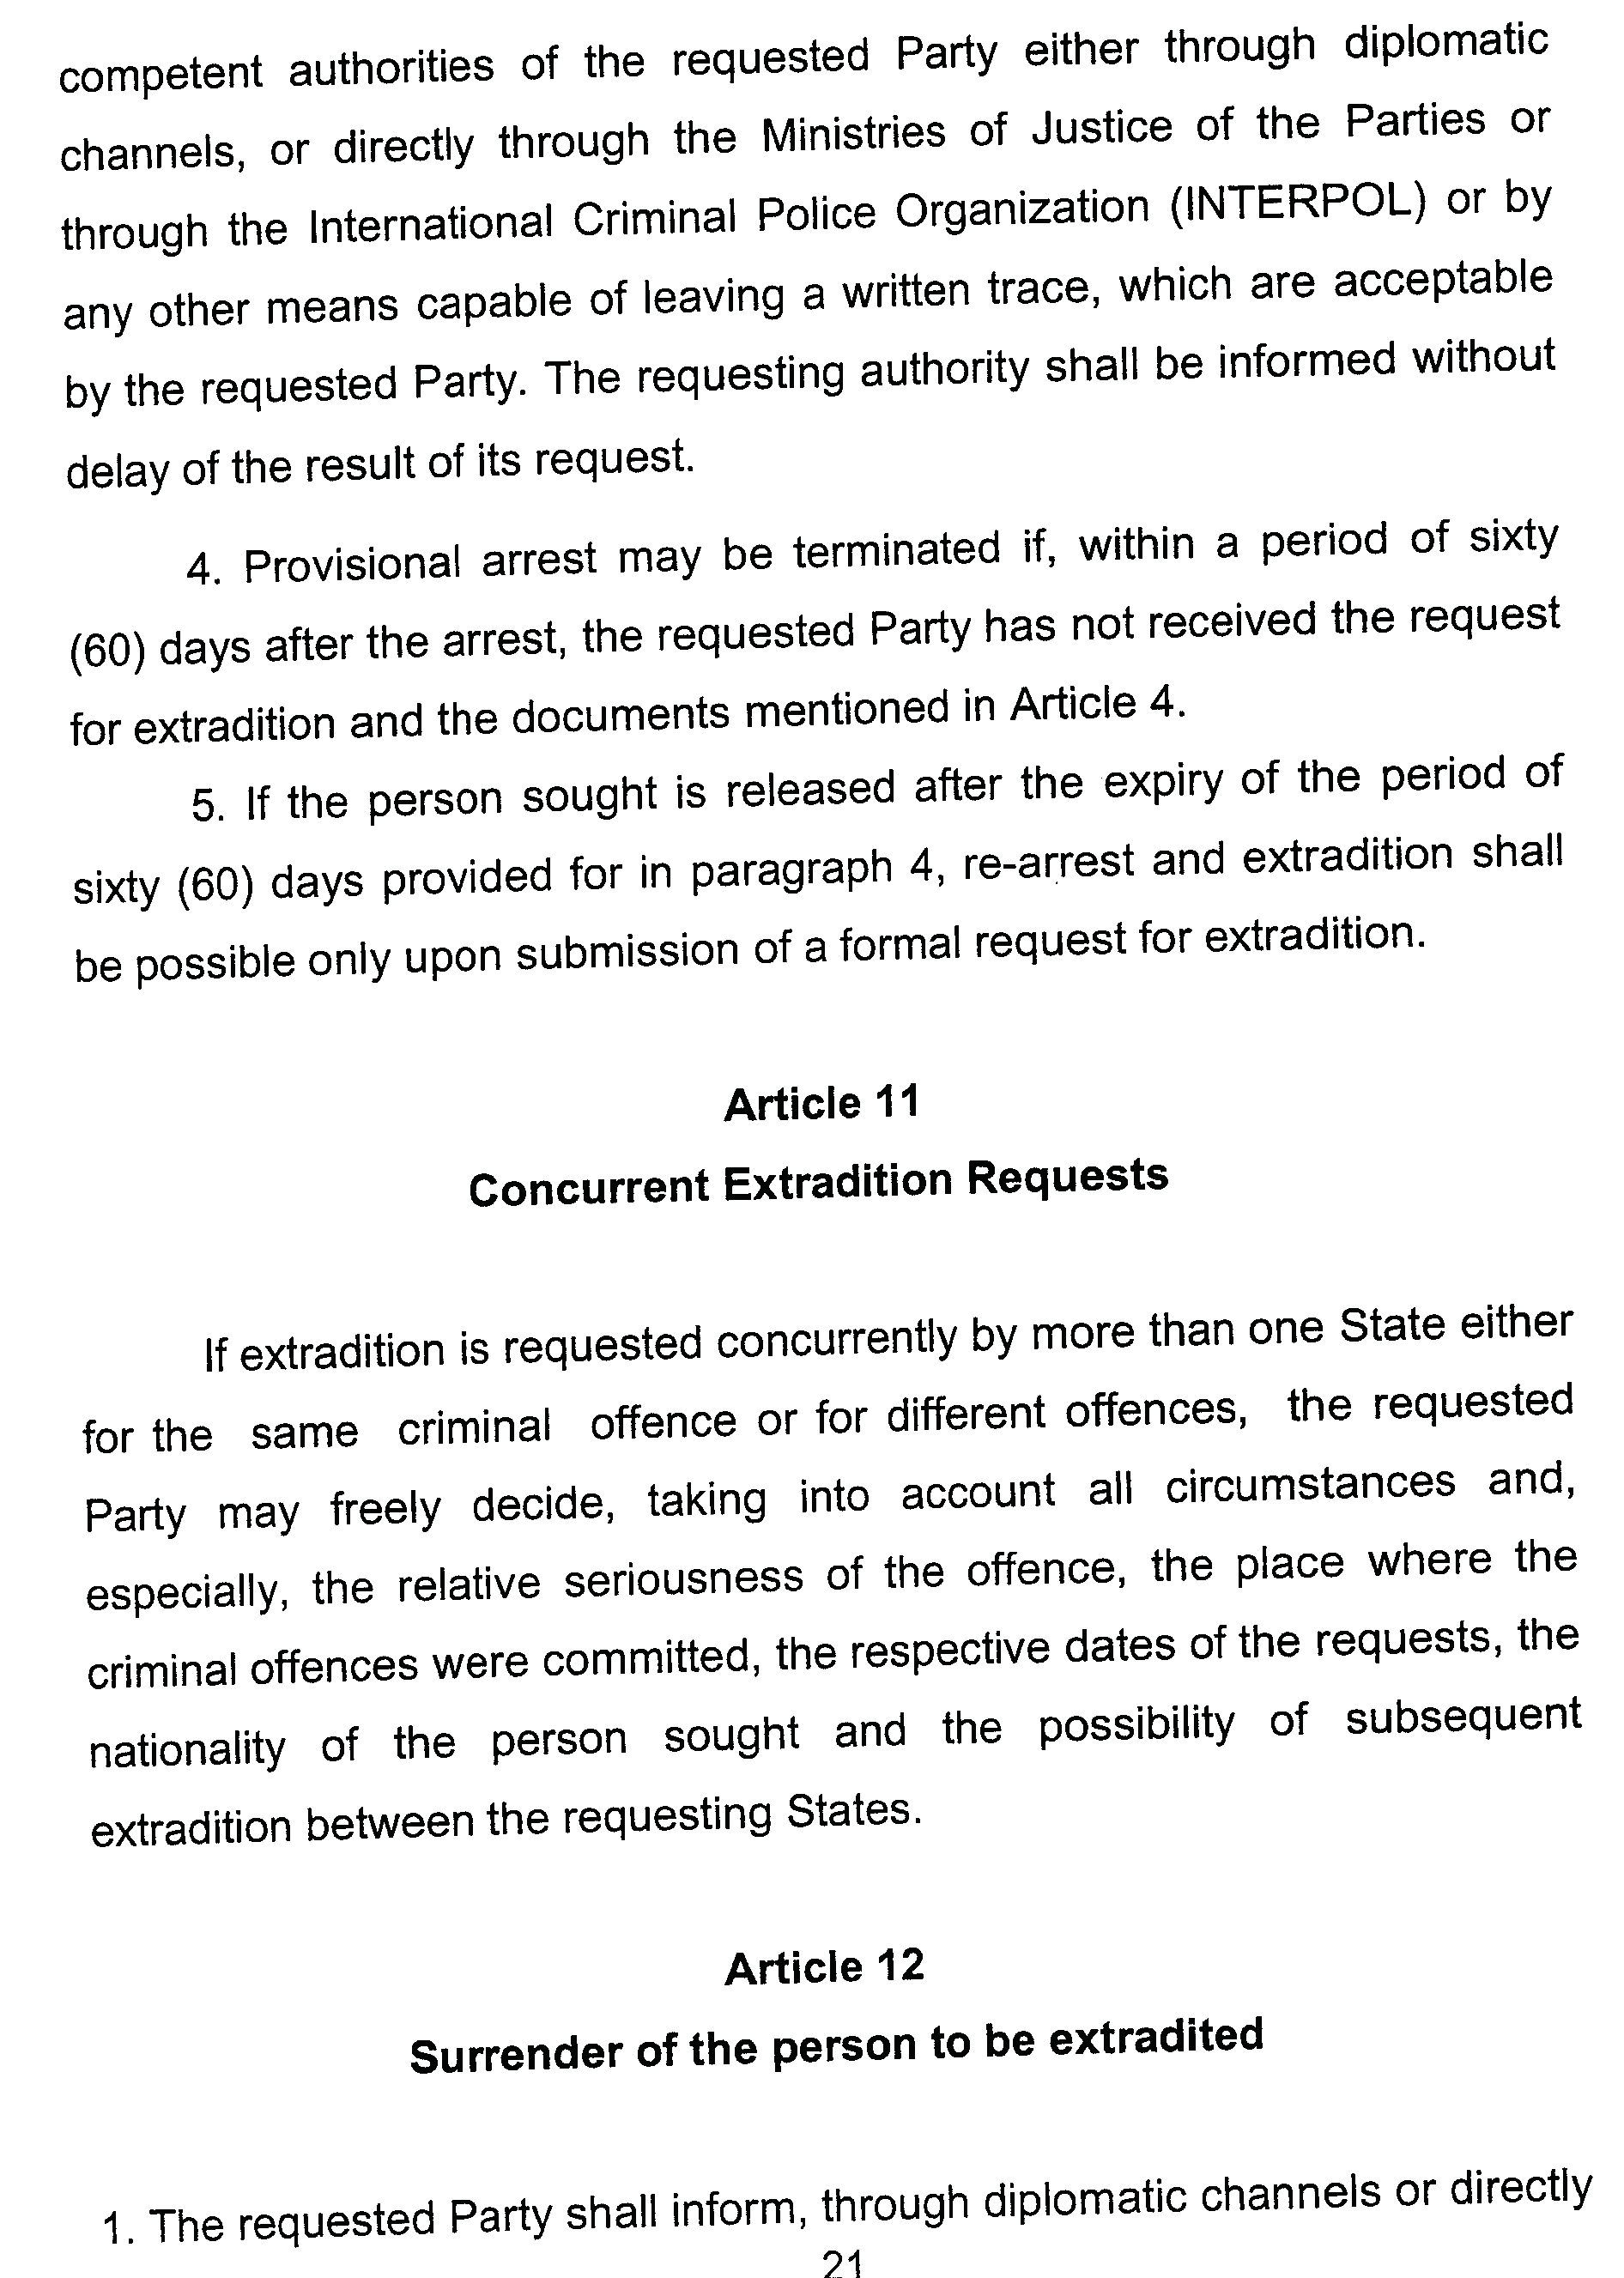 competent authorities of the requested Party either through diplomatic
channels, or directly through the Ministries of Justice of the Parties or
through the International Criminal Police Organization (INTERPOL) or by
any other means capable of leaving a written trace, which are acceptable
by the requested Party. The requesting authority shall be informed without
delay of the result of its request.
4. Provisional arrest may be terminated if, within a period of sixty
(60) days after the arrest, the requested Party has not received the request
for extradition and the documents mentioned in Article 4.
5. If the person sought is released after the expiry of the period of
sixty (60) days provided for in paragraph 4, re-arrest and extradition shall
be possible only upon submission of a formal request for extradition.
Article 11
Concurrent Extradition Requests
If extradition is requested concurrently by more than one State either
for the same criminal offence or for different offences, the requested
Party may freely decide, taking into account all circumstances and,
especially, the relative seriousness of the offence, the place where the
criminal offences were committed, the respective dates of the requests, the
nationality of the person sought and the possibility of subsequent
extradition between the requesting States.
Article 12
Surrender of the person to be extradited
1. The requested Party shall inform, through diplomatic channels or directly
21